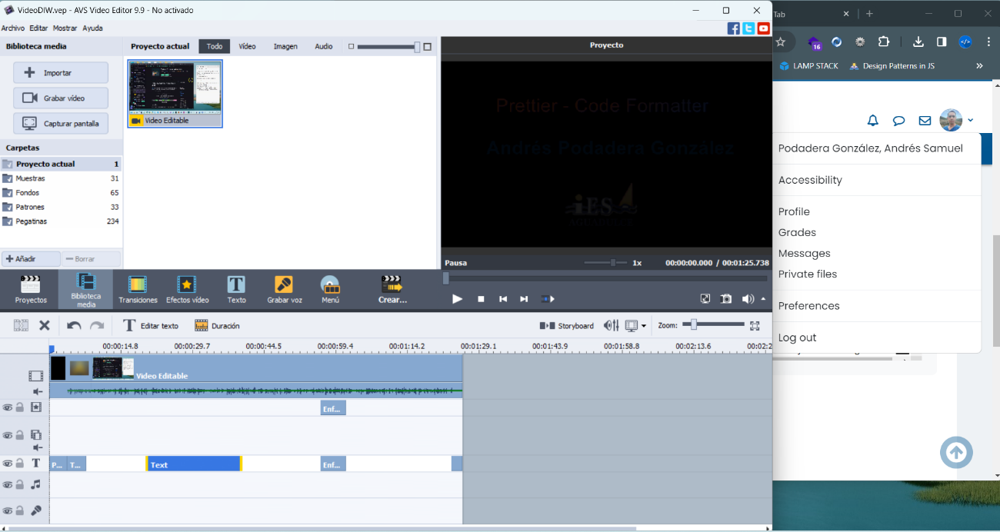 VideoDIW.vep - AVS Video Editor 9.9 - No activado
Archivo Editar Mostrar Ayuda
Biblioteca media
Importar
Grabar vídeo
Capturar pantalla
Carpetas
Proyecto actual 1
Muestras 31
Fondos 65
Patrones 33
Pegatinas 234
Añadir
Borrar
Proyecto actual Todo Vídeo Imagen Audio
Video Editable
Proyecto
Prettier - Code Formatter
Andrés Podadera González
iES
Pausa 1x 00:00:00.000 / 00:01:25.738
Proyectos
Biblioteca
media
Transiciones
Efectos vídeo
Texto
Grabar voz
Menú
Crear...
Editar texto
Duración
Storyboard
Zoom:
00:00:14.8 00:00:29.7 00:00:44.5 00:00:59.4 00:01:14.2 00:01:29.1 00:01:43.9 00:01:58.8 00:02:13.6 00:02:2
Video Editable
Enf...
P... T... Text Enf...
Tab
16
LAMP STACK
Design Patterns in JS
Podadera González, Andrés Samuel
Accessibility
Profile
Grades
Messages
Private files
Preferences
Log out